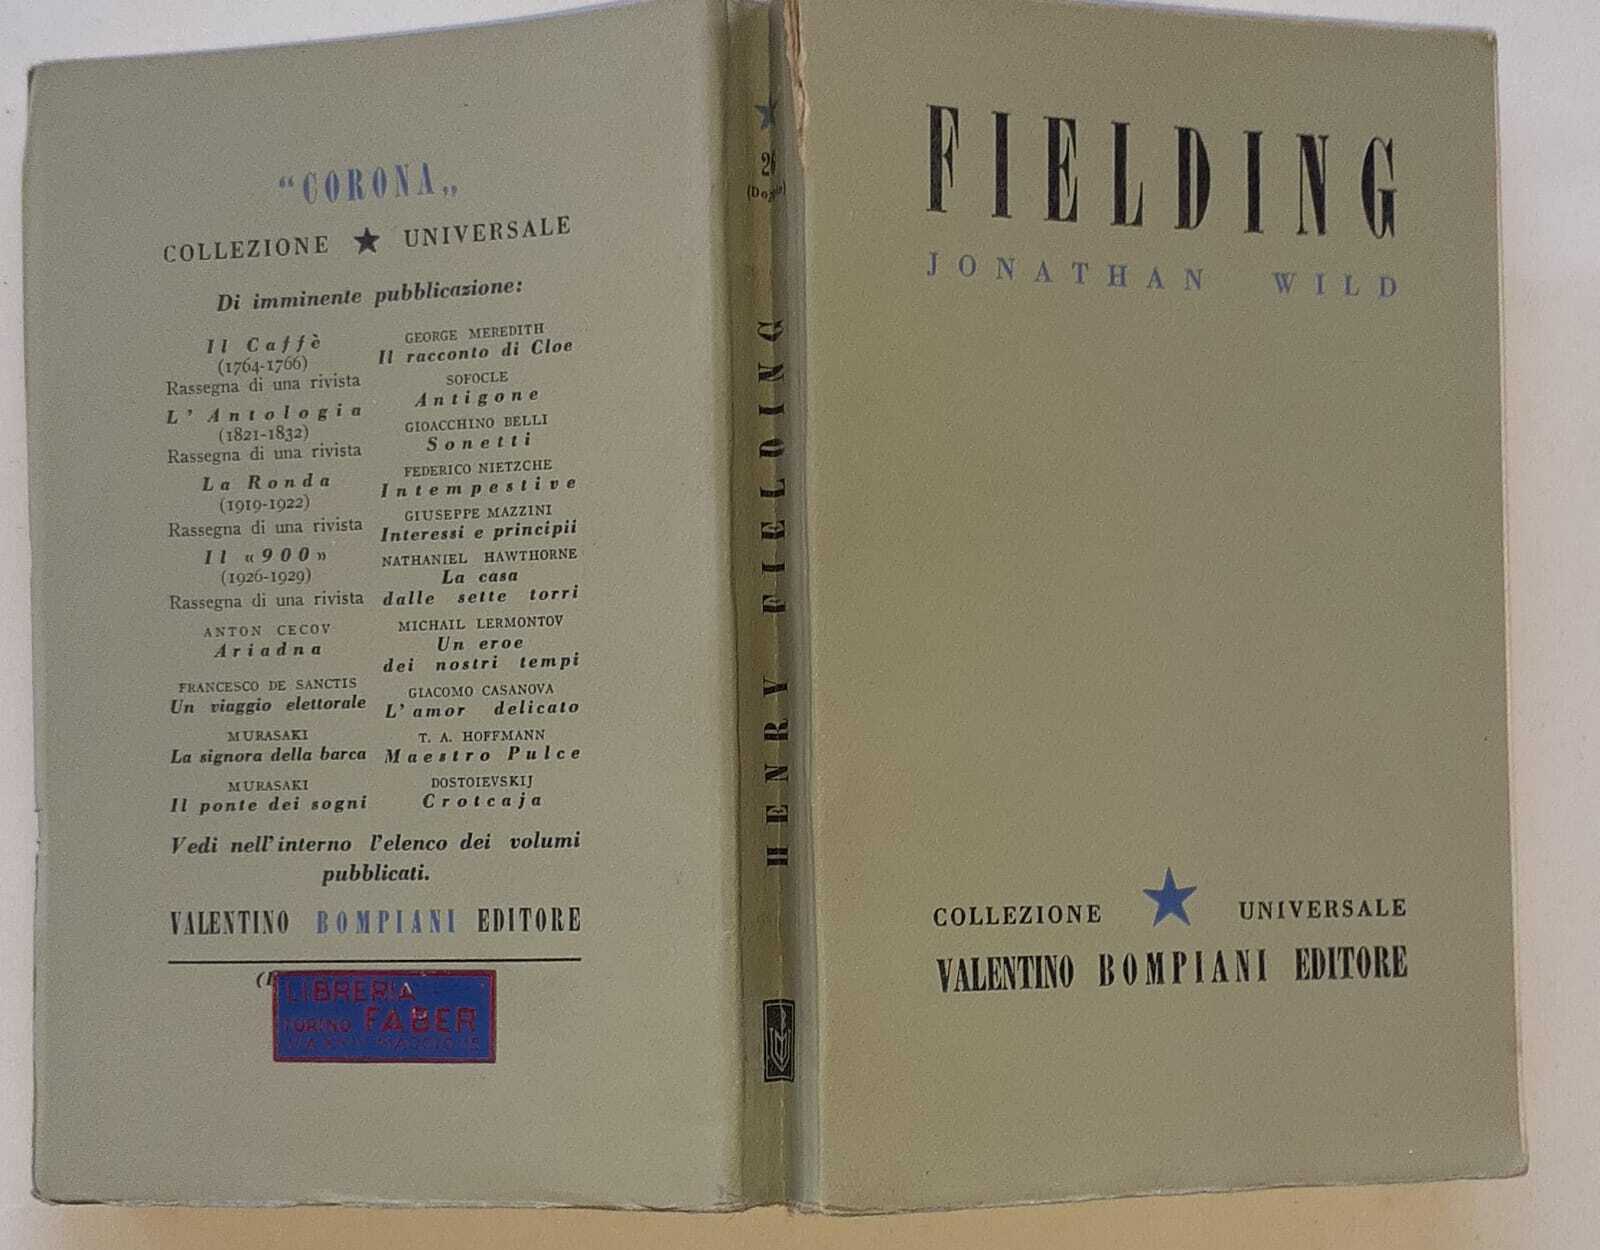 "CORONA„
COLLEZIONE ★ UNIVERSALE
Di imminente pubblicazione:
Il Caffè
(1764-1766)
Rassegna di una rivista
L' Antologia
(1821-1832)
Rassegna di una rivista
La Ronda
(1919-1922)
Rassegna di una rivista
Il «900»
(1926-1929)
Rassegna di una rivista
ANTON CECOV
Ariadna
FRANCESCO DE SANCTIS
Un viaggio elettorale
MURASAKI
La signora della barca
MURASAKI
Il ponte dei sogni
GEORGE MEREDITH
Il racconto di Cloe
SOFOCLE
Antigone
GIOACCHINO BELLI
Sonetti
FEDERICO NIETZCHE
Intempestive
GIUSEPPE MAZZINI
Interessi e principii
NATHANIEL HAWTHORNE
La casa
dalle sette torri
MICHAIL LERMONTOV
Un eroe
dei nostri tempi
GIACOMO CASANOVA
L'amor delicato
T. A. HOFFMANN
Maestro Pulce
DOSTOIEVSKIJ
Crotcaja
Vedi nell'interno l'elenco dei volumi
pubblicati.
VALENTINO BOMPIANI EDITORE
LIBRERIA
TORINO FABER
26
HENRY FIELDING
FIELDING
JONATHAN WILD
COLLEZIONE ★ UNIVERSALE
VALENTINO BOMPIANI EDITORE